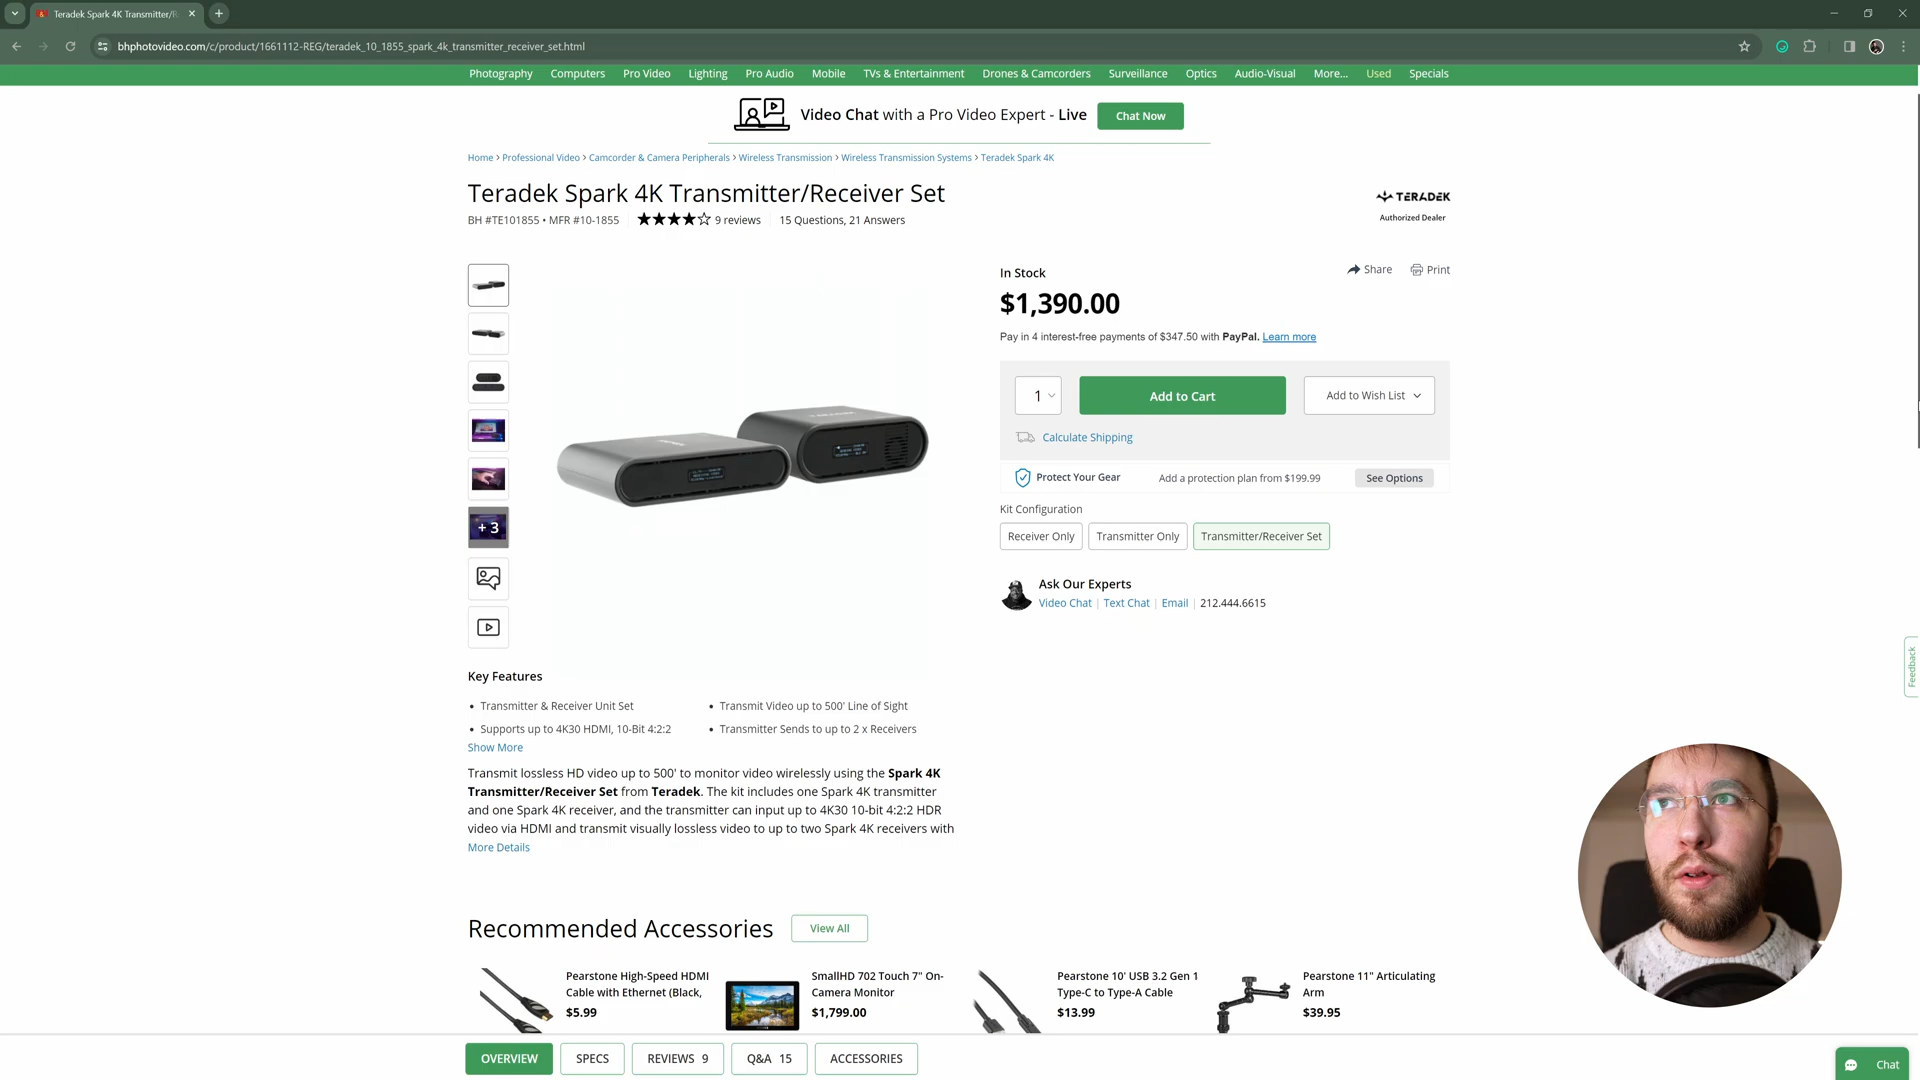 Teradek Spark 4K Transmitter/R
bhphotovideo.com/c/product/1661112-REG/teradek_10_1855_spark_4k_transmitter_receiver_set.html
Photography Computers Pro Video Lighting Pro Audio Mobile TVs & Entertainment Drones & Camcorders Surveillance Optics Audio-Visual More... Used Specials
Video Chat with a Pro Video Expert - Live Chat Now
Home › Professional Video › Camcorder & Camera Peripherals › Wireless Transmission › Wireless Transmission Systems › Teradek Spark 4K
Teradek Spark 4K Transmitter/Receiver Set
TERADEK
Authorized Dealer
BH #TE101855 • MFR #10-1855 9 reviews 15 Questions, 21 Answers
In Stock
Share Print
$1,390.00
Pay in 4 interest-free payments of $347.50 with PayPal. Learn more
1 Add to Cart Add to Wish List
Calculate Shipping
Protect Your Gear Add a protection plan from $199.99 See Options
Kit Configuration
Receiver Only Transmitter Only Transmitter/Receiver Set
Ask Our Experts
Video Chat | Text Chat | Email | 212.444.6615
+ 3
Key Features
• Transmitter & Receiver Unit Set
• Transmit Video up to 500' Line of Sight
• Supports up to 4K30 HDMI, 10-Bit 4:2:2
• Transmitter Sends to up to 2 x Receivers
Show More
Transmit lossless HD video up to 500' to monitor video wirelessly using the Spark 4K
Transmitter/Receiver Set from Teradek. The kit includes one Spark 4K transmitter
and one Spark 4K receiver, and the transmitter can input up to 4K30 10-bit 4:2:2 HDR
video via HDMI and transmit visually lossless video to up to two Spark 4K receivers with
More Details
Feedback
Recommended Accessories View All
Pearstone High-Speed HDMI
Cable with Ethernet (Black,
$5.99
SmallHD 702 Touch 7" On-
Camera Monitor
$1,799.00
Pearstone 10' USB 3.2 Gen 1
Type-C to Type-A Cable
$13.99
Pearstone 11" Articulating
Arm
$39.95
OVERVIEW SPECS REVIEWS 9 Q&A 15 ACCESSORIES
Chat